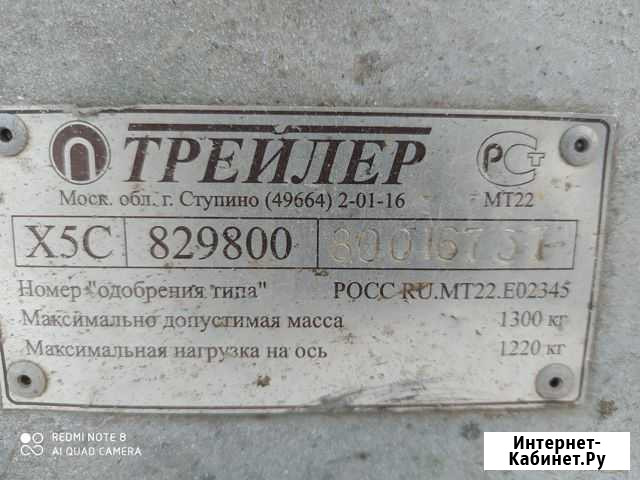 ТРЕЙЛЕР
Моск. обл. г. Ступино (49664) 2-01-16
МТ22
X5C 829800
Номер "одобрения типа" РОСС RU.MT22.E02345
Максимально допустимая масса 1300 кг
Максимальная нагрузка на ось 1220 кг
REDMI NOTE 8
AI QUAD CAMERA
Интернет-
Кабинет.Ру